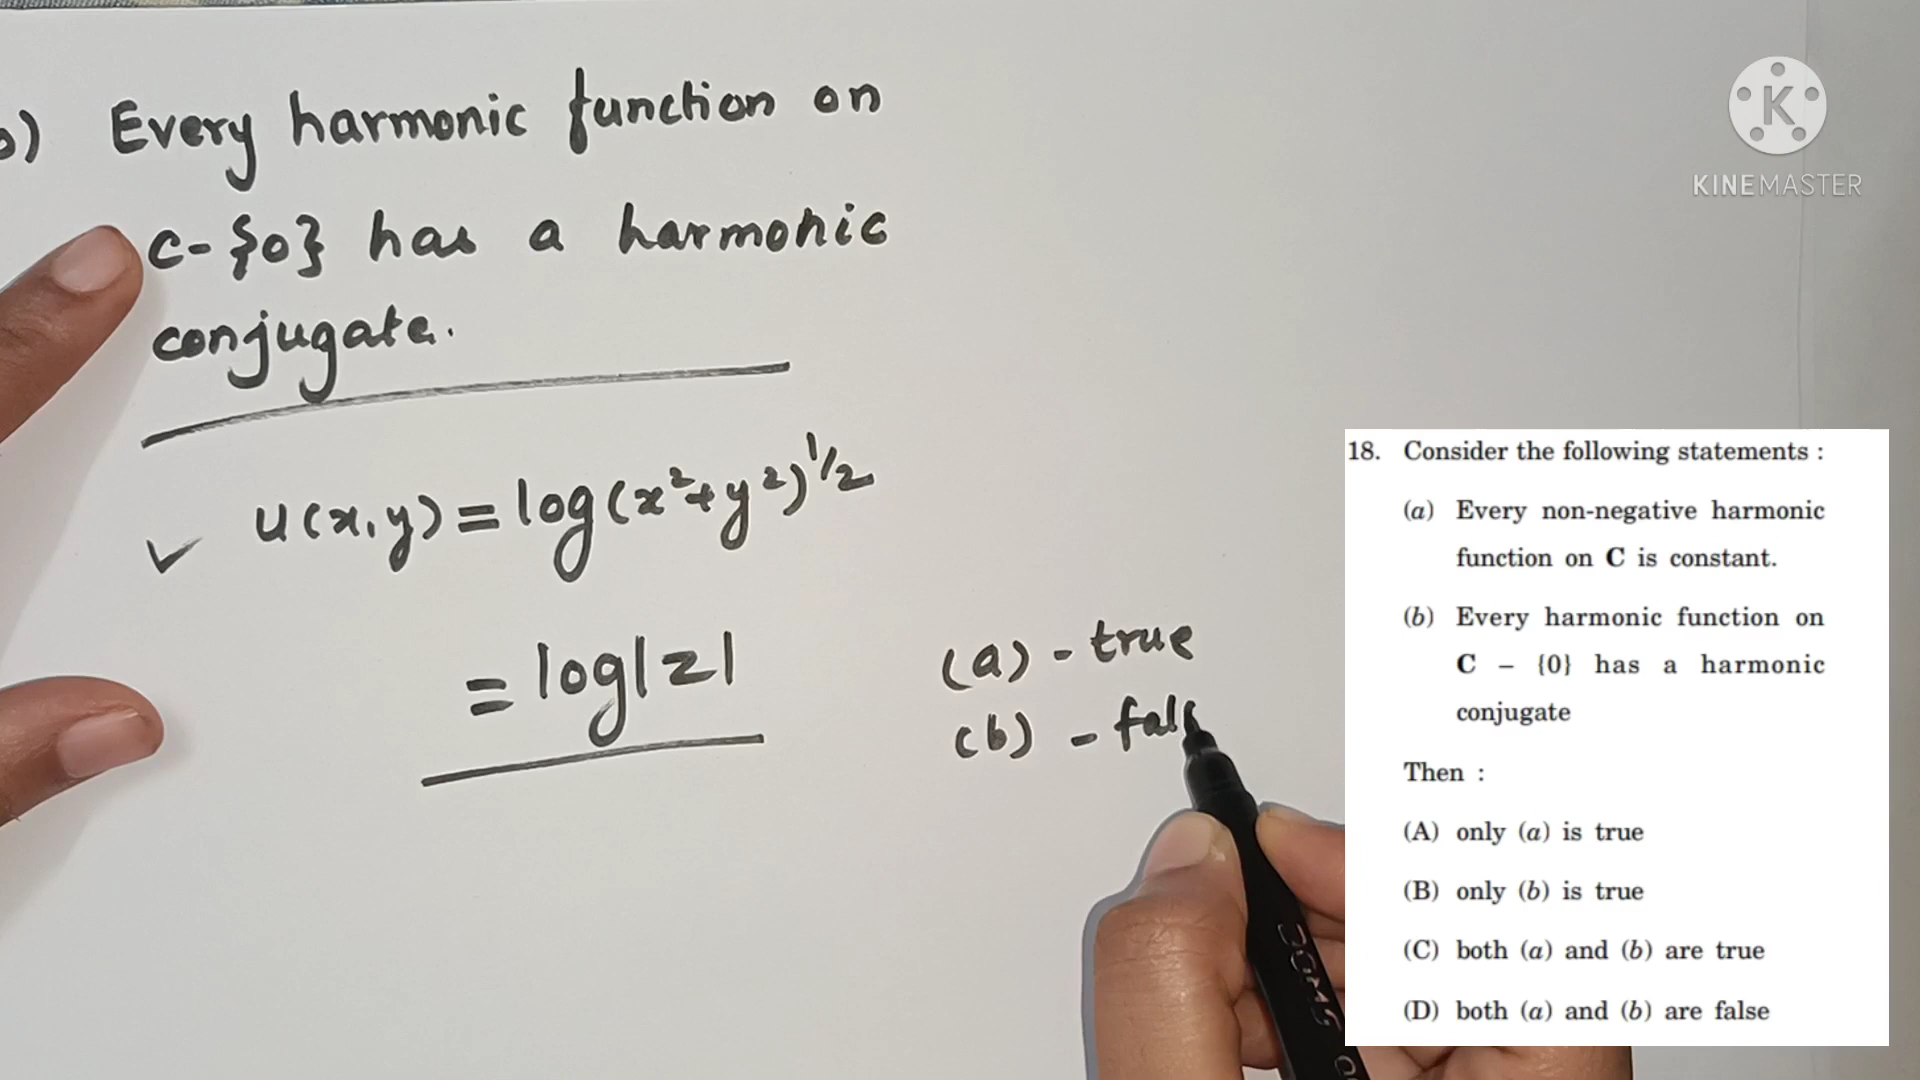 b) Every harmonic function on
C-{0} has a harmonic
conjugate.
u(x,y) = log(x²+y²)^1/2
= log|z|
(a) - true
(b) - fals
KINEMASTER
18. Consider the following statements :
(a) Every non-negative harmonic
function on C is constant.
(b) Every harmonic function on
C – {0} has a harmonic
conjugate
Then :
(A) only (a) is true
(B) only (b) is true
(C) both (a) and (b) are true
(D) both (a) and (b) are false